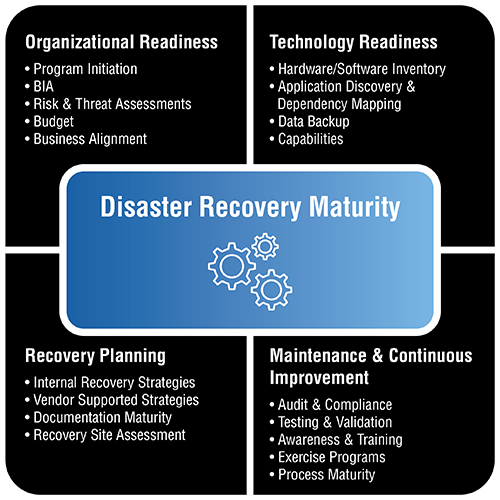 Organizational Readiness
• Program Initiation
• BIA
• Risk & Threat Assessments
• Budget
• Business Alignment
Technology Readiness
• Hardware/Software Inventory
• Application Discovery &
Dependency Mapping
• Data Backup
• Capabilities
Disaster Recovery Maturity
Recovery Planning
• Internal Recovery Strategies
• Vendor Supported Strategies
• Documentation Maturity
• Recovery Site Assessment
Maintenance & Continuous
Improvement
• Audit & Compliance
• Testing & Validation
• Awareness & Training
• Exercise Programs
• Process Maturity